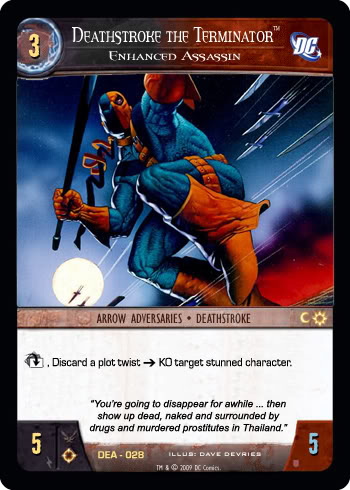 3
DEATHSTROKE THE TERMINATOR™
ENHANCED ASSASSIN
DC
ARROW ADVERSARIES • DEATHSTROKE
, Discard a plot twist ➔ KO target stunned character.
"You're going to disappear for awhile ... then
show up dead, naked and surrounded by
drugs and murdered prostitutes in Thailand."
5
DEA - 028
ILLUS: DAVE DEVRIES
5
TM & © 2009 DC Comics.